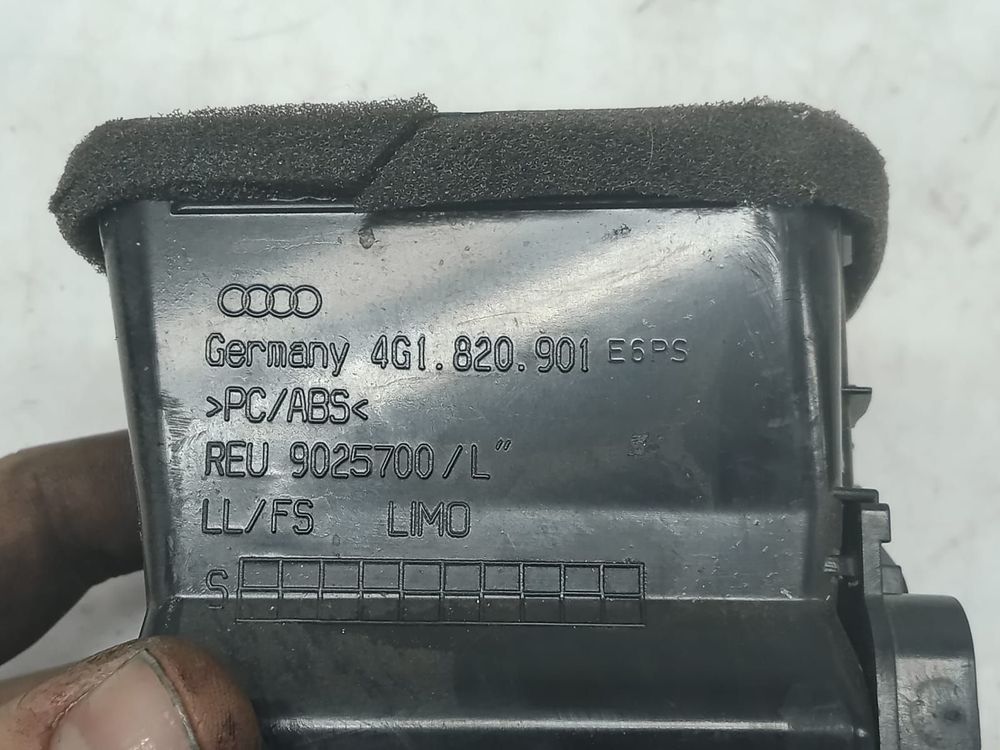 Germany 4G1.820.901 E6PS
>PC/ABS<
REU 9025700/L"
LL/FS LIMO
S